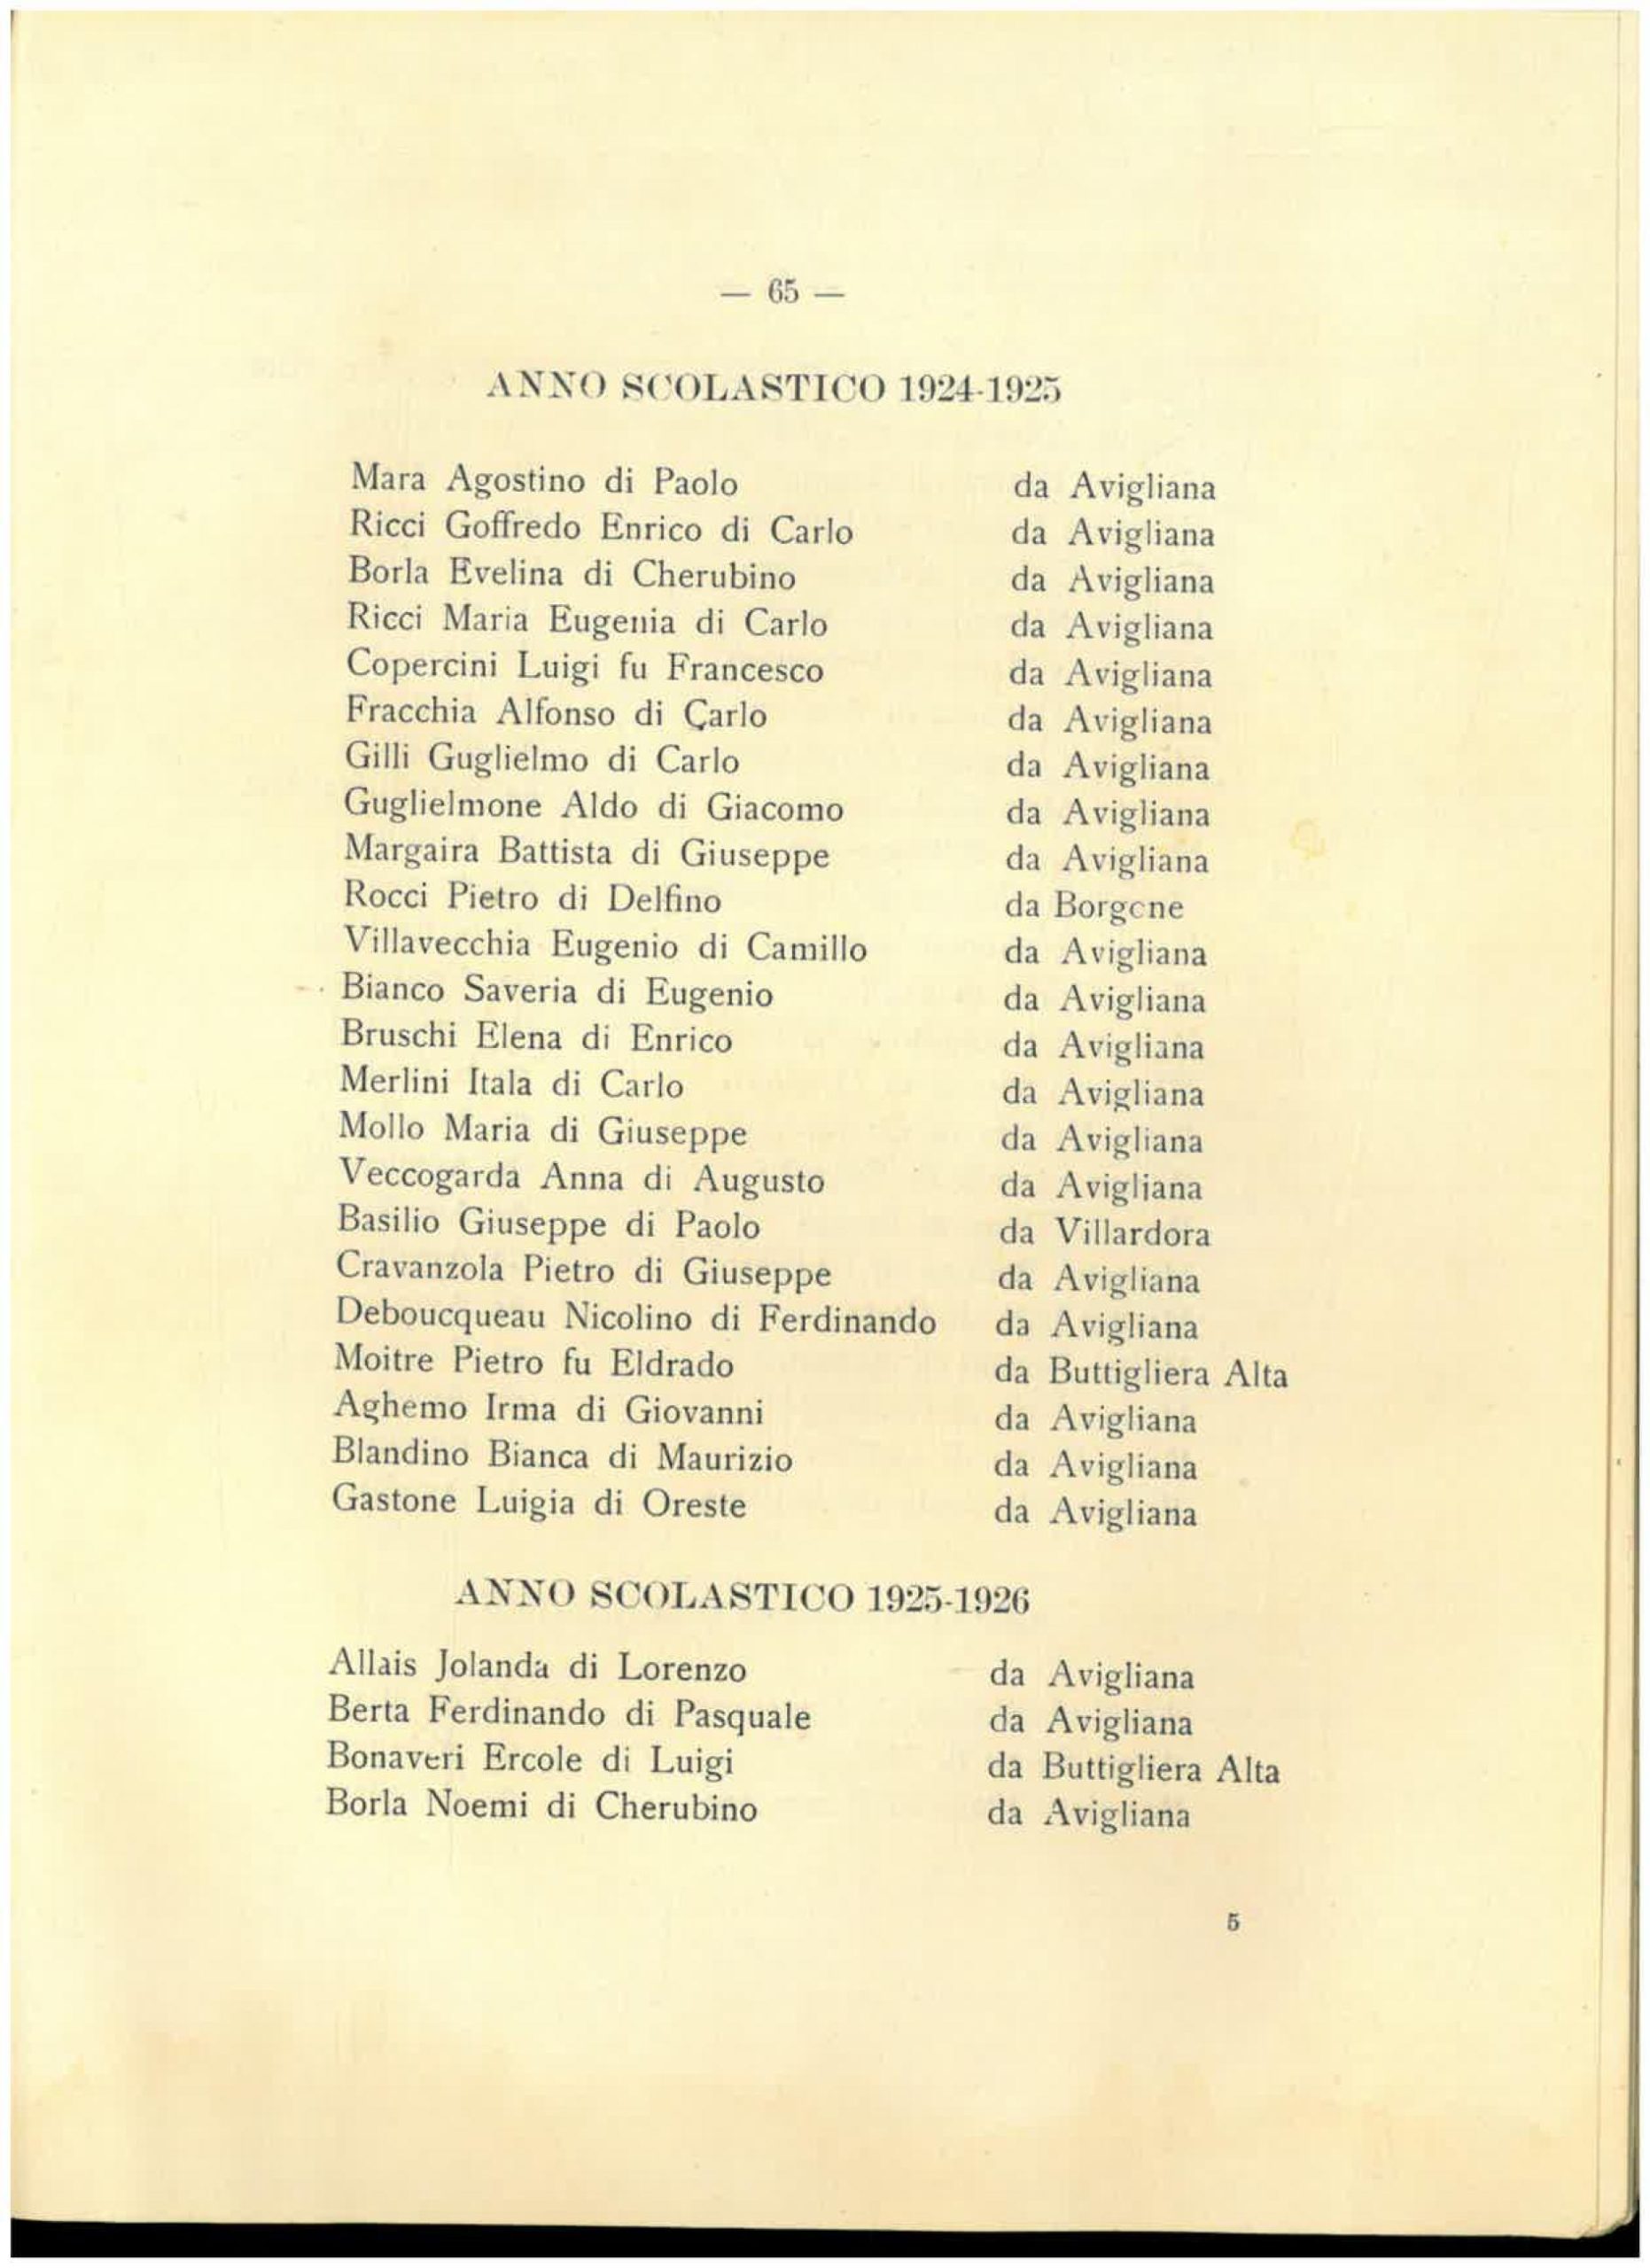 — 65 —
ANNO SCOLASTICO 1924-1925
Mara Agostino di Paolo da Avigliana
Ricci Goffredo Enrico di Carlo da Avigliana
Borla Evelina di Cherubino da Avigliana
Ricci Maria Eugenia di Carlo da Avigliana
Copercini Luigi fu Francesco da Avigliana
Fracchia Alfonso di Carlo da Avigliana
Gilli Guglielmo di Carlo da Avigliana
Guglielmone Aldo di Giacomo da Avigliana
Margaira Battista di Giuseppe da Avigliana
Rocci Pietro di Delfino da Borgone
Villavecchia Eugenio di Camillo da Avigliana
Bianco Saveria di Eugenio da Avigliana
Bruschi Elena di Enrico da Avigliana
Merlini Itala di Carlo da Avigliana
Mollo Maria di Giuseppe da Avigliana
Veccogarda Anna di Augusto da Avigliana
Basilio Giuseppe di Paolo da Villardora
Cravanzola Pietro di Giuseppe da Avigliana
Deboucqueau Nicolino di Ferdinando da Avigliana
Moitre Pietro fu Eldrado da Buttigliera Alta
Aghemo Irma di Giovanni da Avigliana
Blandino Bianca di Maurizio da Avigliana
Gastone Luigia di Oreste da Avigliana
ANNO SCOLASTICO 1925-1926
Allais Jolanda di Lorenzo da Avigliana
Berta Ferdinando di Pasquale da Avigliana
Bonaveri Ercole di Luigi da Buttigliera Alta
Borla Noemi di Cherubino da Avigliana
5